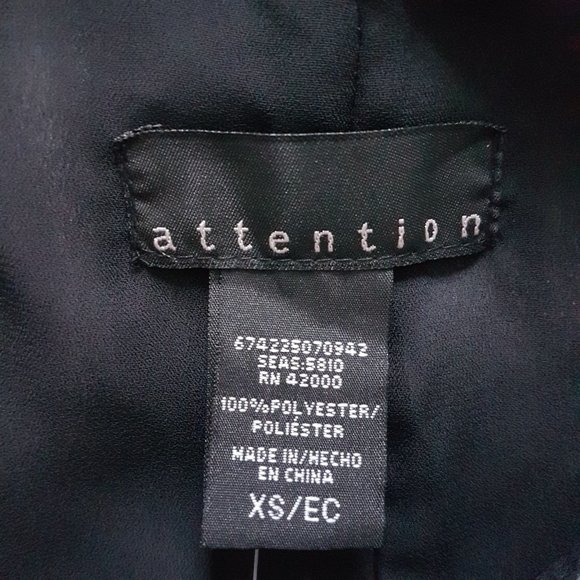 attention
674225070942
SEAS:5810
RN 42000
100%POLYESTER/
POLIÉSTER
MADE IN/HECHO
EN CHINA
XS/EC